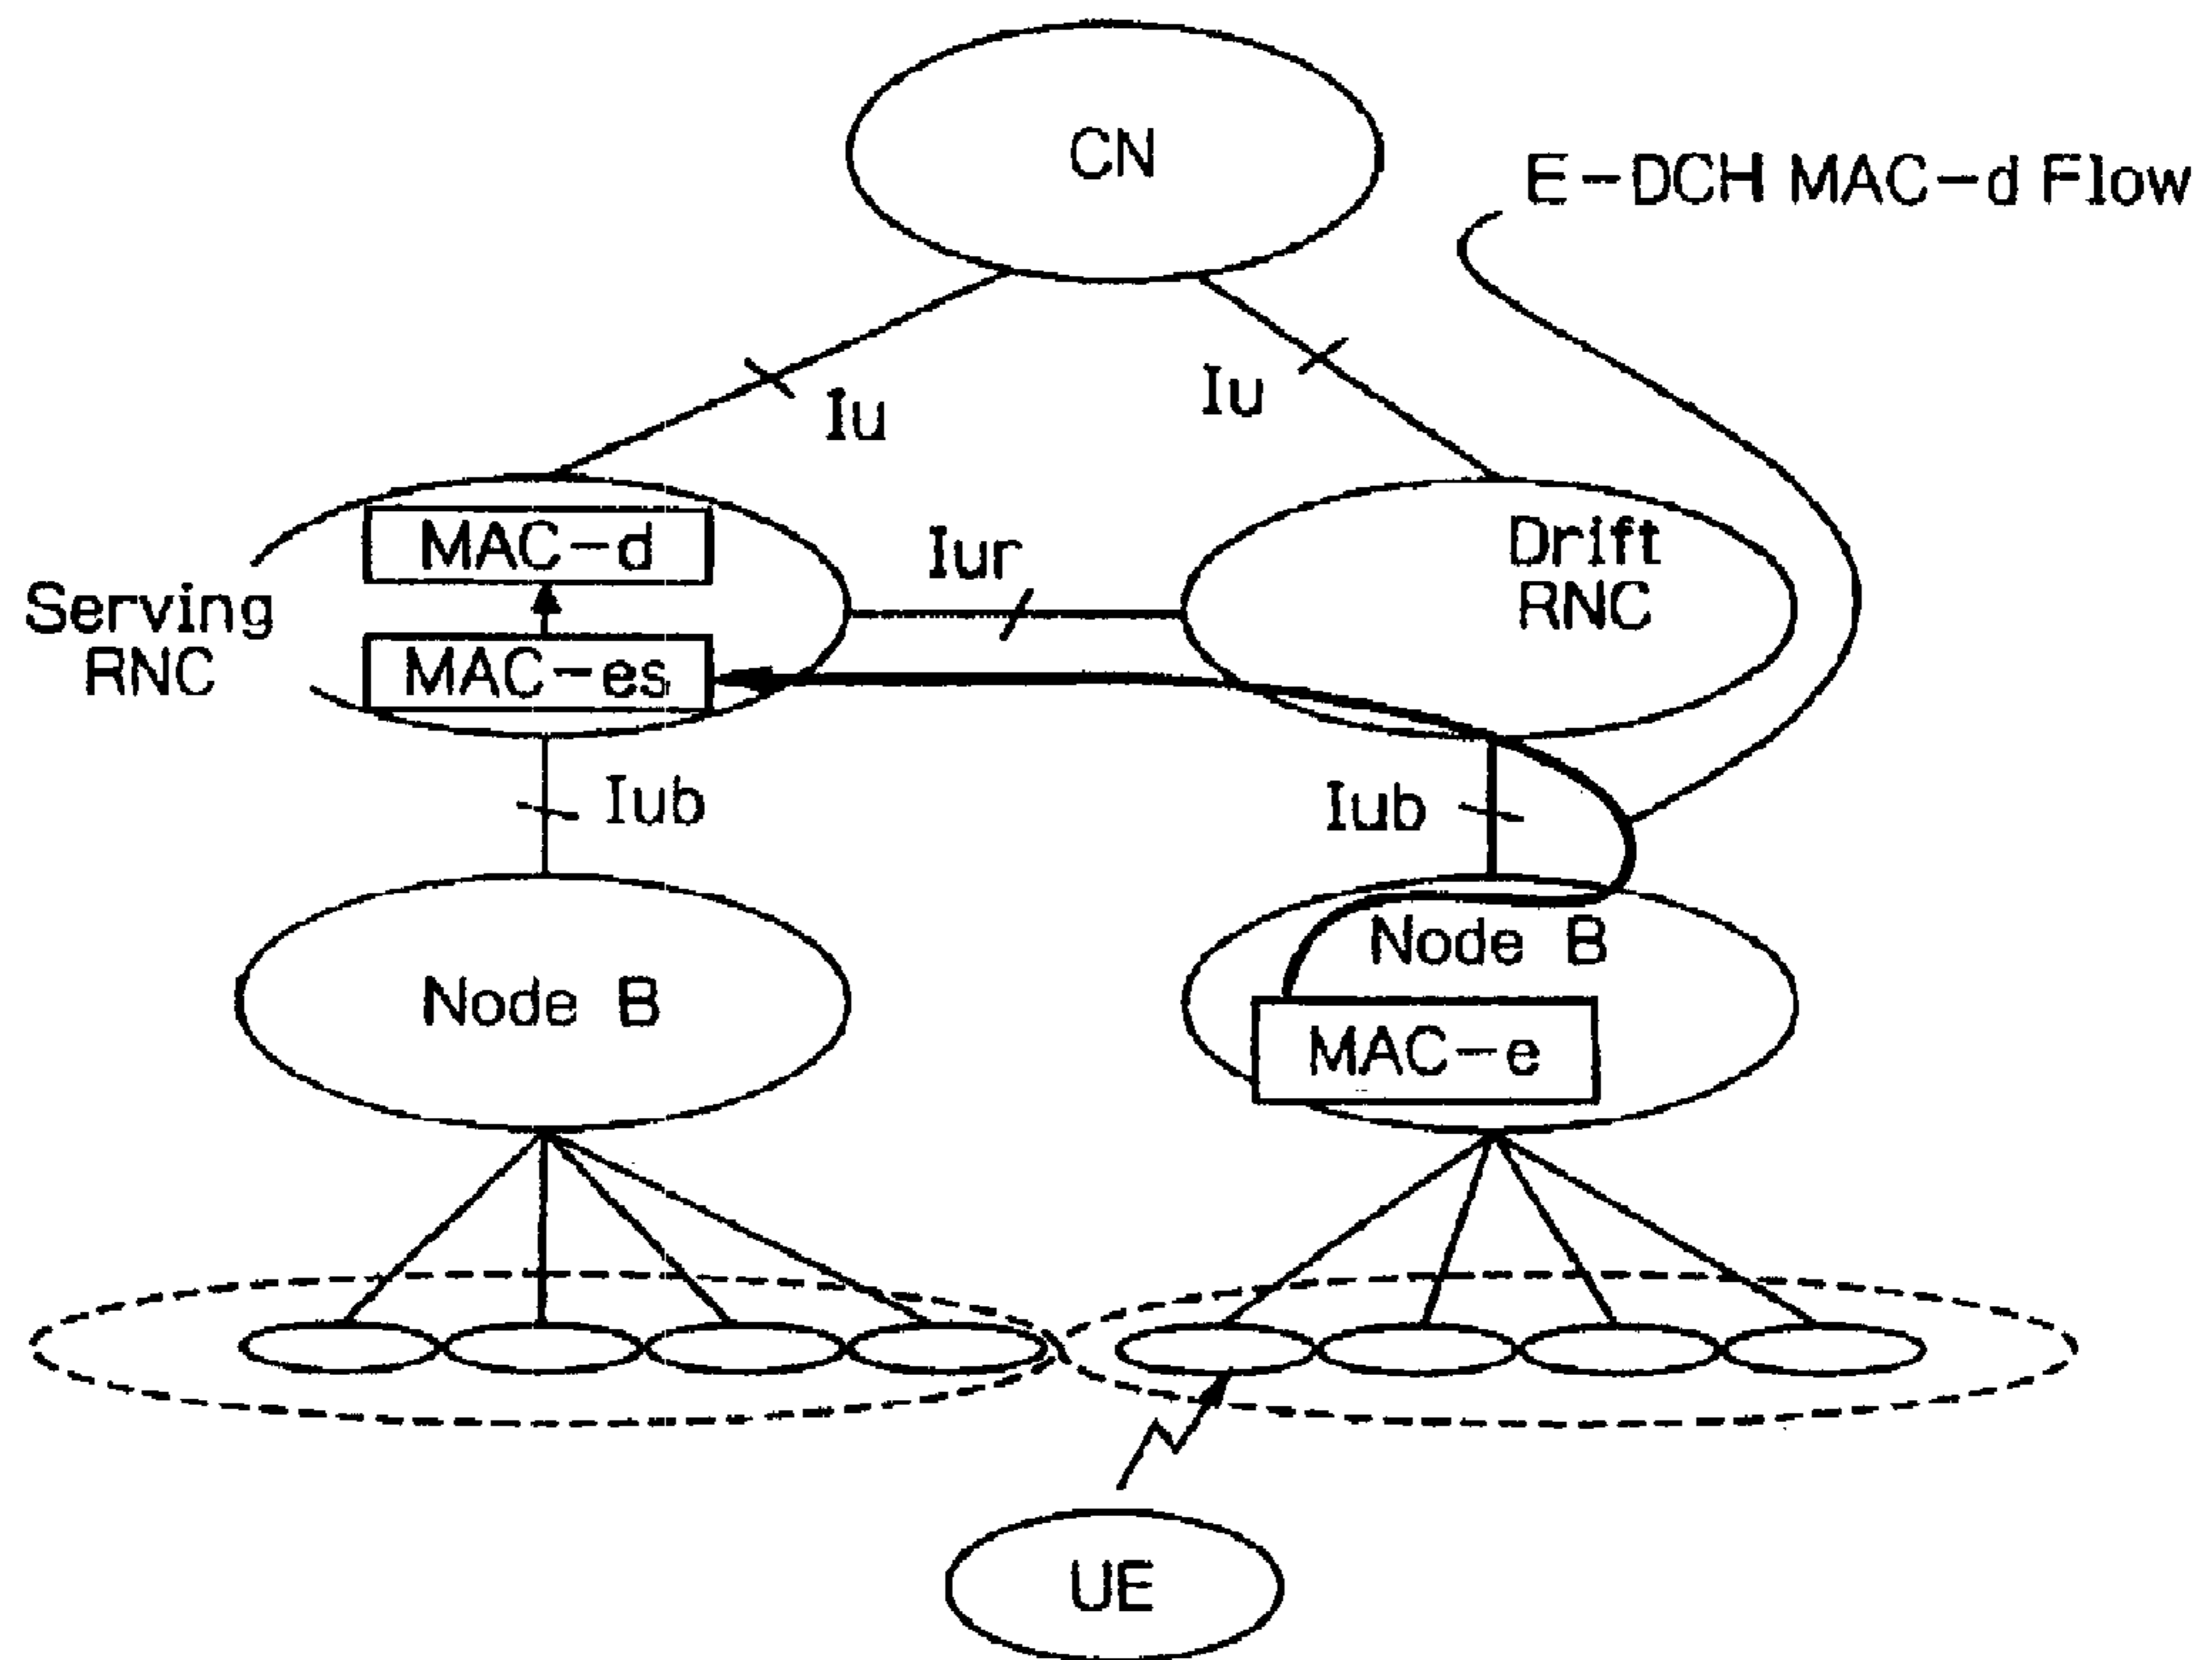 CN
E-DCH MAC-d Flow
Iu
Iu
MAC-d
Iur
Drift
RNC
Serving
RNC
MAC-es
Iub
Iub
Node B
Node B
MAC-e
UE